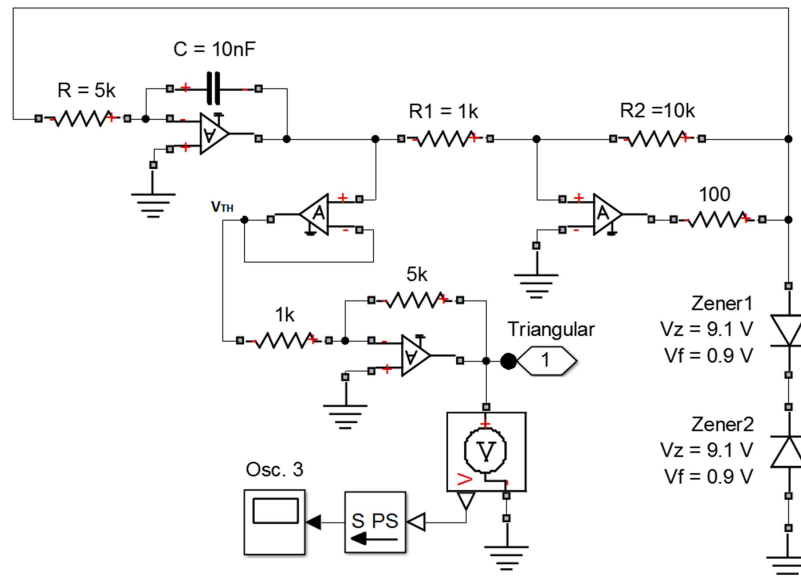 C = 10nF
R = 5k
R1 = 1k
R2 =10k
A
A
A
100
VTH
5k
1k
A
Triangular
1
Zener1
Vz = 9.1 V
Vf = 0.9 V
Zener2
Vz = 9.1 V
Vf = 0.9 V
V
V
Osc. 3
S PS